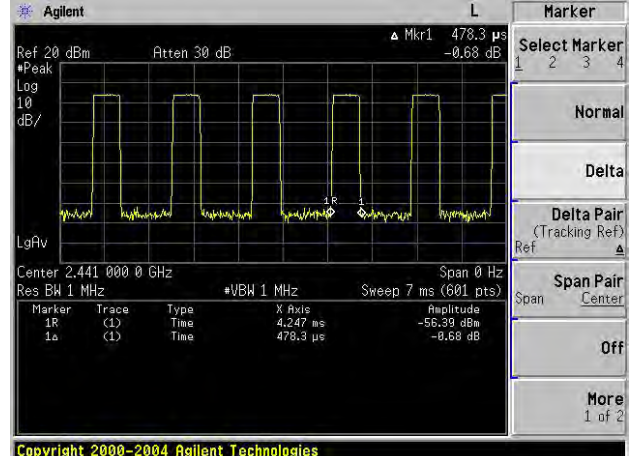 Agilent L Marker
Δ Mkr1 478.3 µs
Ref 20 dBm Atten 30 dB -0.68 dB
#Peak
Log
10
dB/
1R 1
LgAv
Center 2.441 000 0 GHz Span 0 Hz
Res BW 1 MHz #VBW 1 MHz Sweep 7 ms (601 pts)
Marker Trace Type X Axis Amplitude
1R (1) Time 4.247 ms -56.39 dBm
1Δ (1) Time 478.3 µs -0.68 dB
Select Marker
1 2 3 4
Normal
Delta
Delta Pair
(Tracking Ref)
Ref Δ
Span Pair
Span Center
Off
More
1 of 2
Copyright 2000-2004 Agilent Technologies